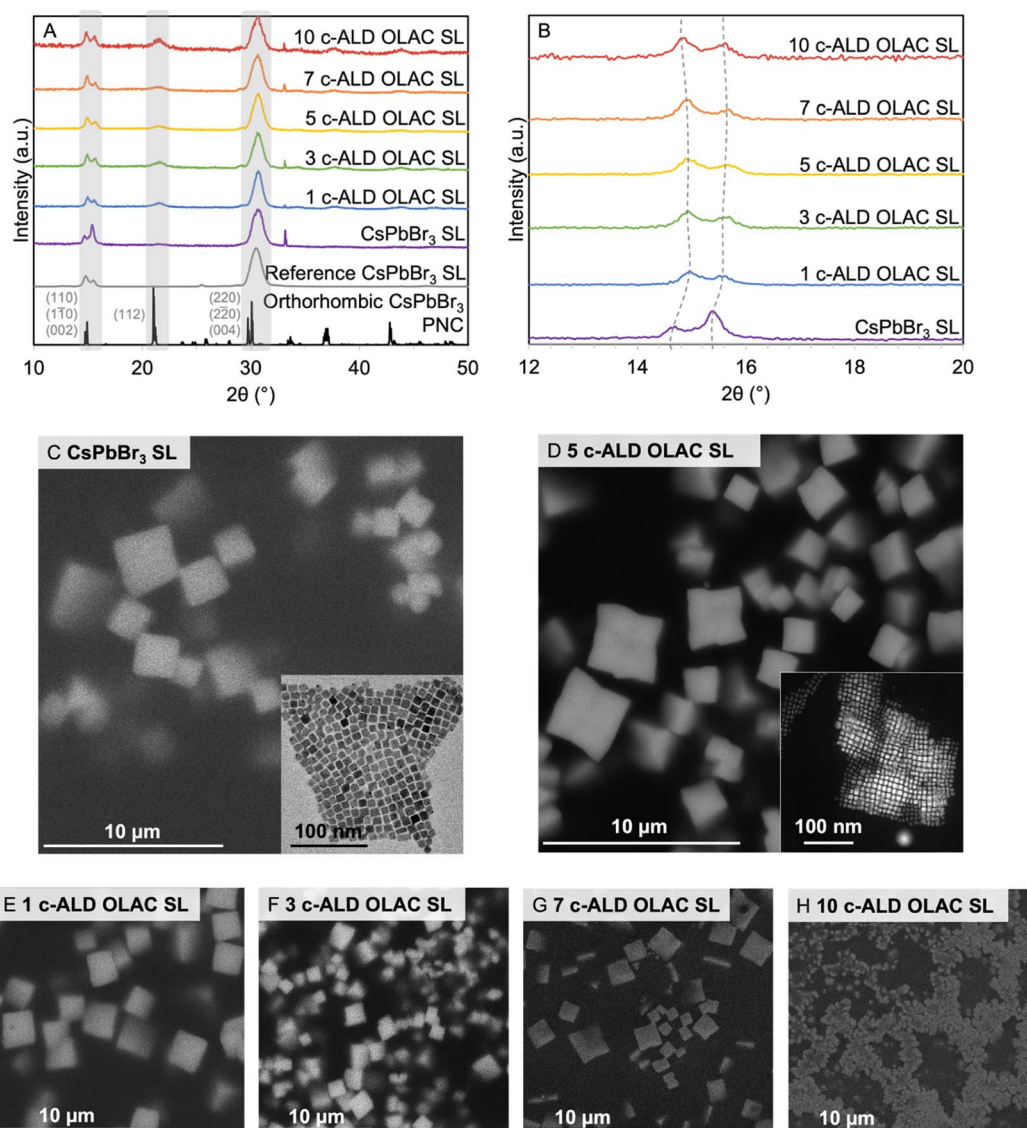 A
10 c-ALD OLAC SL
7 c-ALD OLAC SL
5 c-ALD OLAC SL
3 c-ALD OLAC SL
1 c-ALD OLAC SL
CsPbBr₃ SL
Reference CsPbBr₃ SL
Orthorhombic CsPbBr₃
PNC
(110)
(11̅0)
(002)
(112)
(220)
(22̅0)
(004)
Intensity (a.u.)
10 20 30 40 50
2θ (°)
B
10 c-ALD OLAC SL
7 c-ALD OLAC SL
5 c-ALD OLAC SL
3 c-ALD OLAC SL
1 c-ALD OLAC SL
CsPbBr₃ SL
Intensity (a.u.)
12 14 16 18 20
2θ (°)
C CsPbBr₃ SL
10 µm
100 nm
D 5 c-ALD OLAC SL
10 µm
100 nm
E 1 c-ALD OLAC SL
10 µm
F 3 c-ALD OLAC SL
10 µm
G 7 c-ALD OLAC SL
10 µm
H 10 c-ALD OLAC SL
10 µm